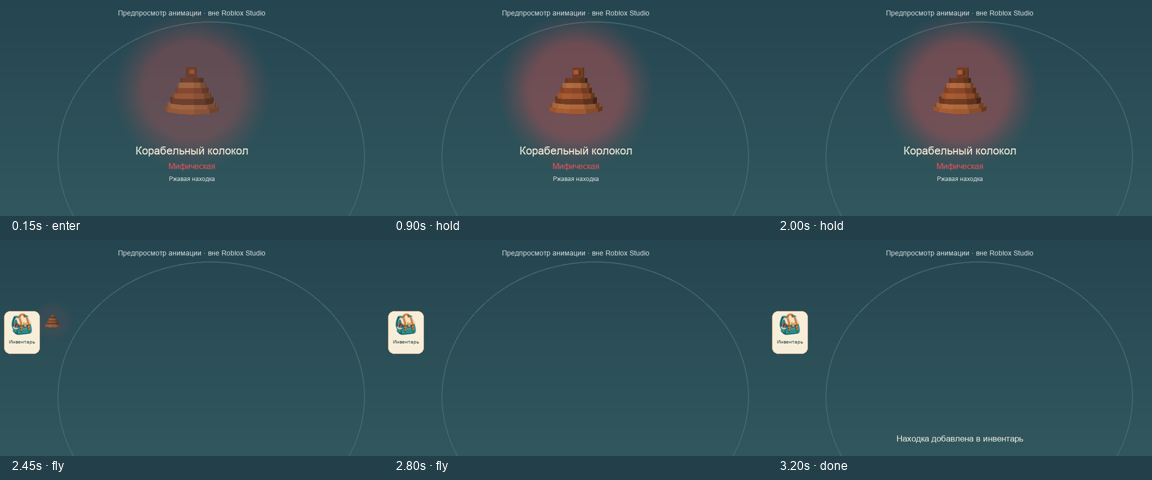 Предпросмотр анимации · вне Roblox Studio
Корабельный колокол
Мифическая
Ржавая находка
0.15s · enter
Предпросмотр анимации · вне Roblox Studio
Корабельный колокол
Мифическая
Ржавая находка
0.90s · hold
Предпросмотр анимации · вне Roblox Studio
Корабельный колокол
Мифическая
Ржавая находка
2.00s · hold
Предпросмотр анимации · вне Roblox Studio
Инвентарь
2.45s · fly
Предпросмотр анимации · вне Roblox Studio
Инвентарь
2.80s · fly
Предпросмотр анимации · вне Roblox Studio
Инвентарь
Находка добавлена в инвентарь
3.20s · done